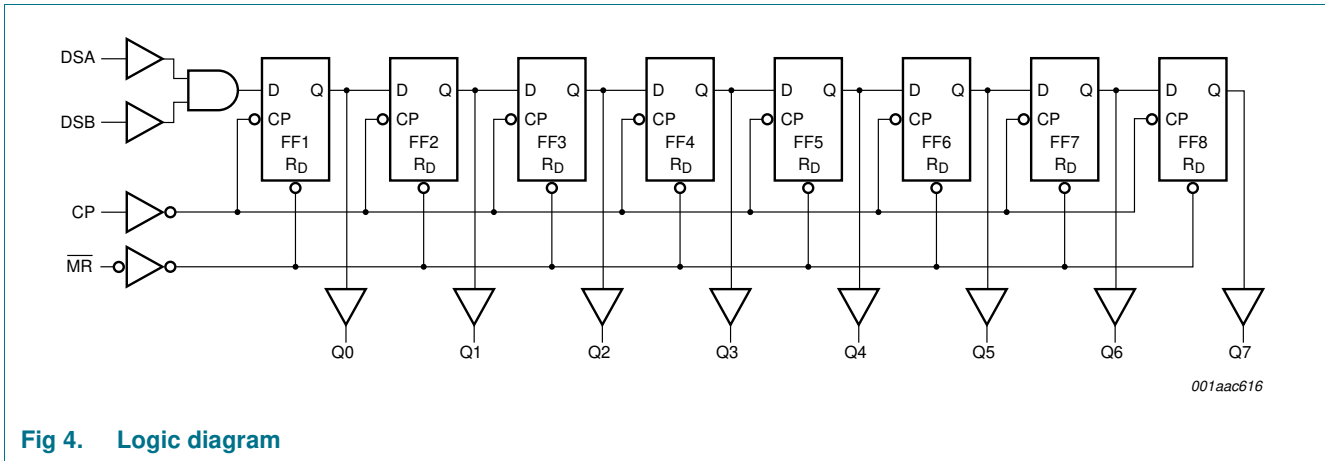 DSA
DSB
CP
M̅R̅
D Q
CP
FF1
RD
D Q
CP
FF2
RD
D Q
CP
FF3
RD
D Q
CP
FF4
RD
D Q
CP
FF5
RD
D Q
CP
FF6
RD
D Q
CP
FF7
RD
D Q
CP
FF8
RD
Q0 Q1 Q2 Q3 Q4 Q5 Q6 Q7
001aac616
Fig 4. Logic diagram